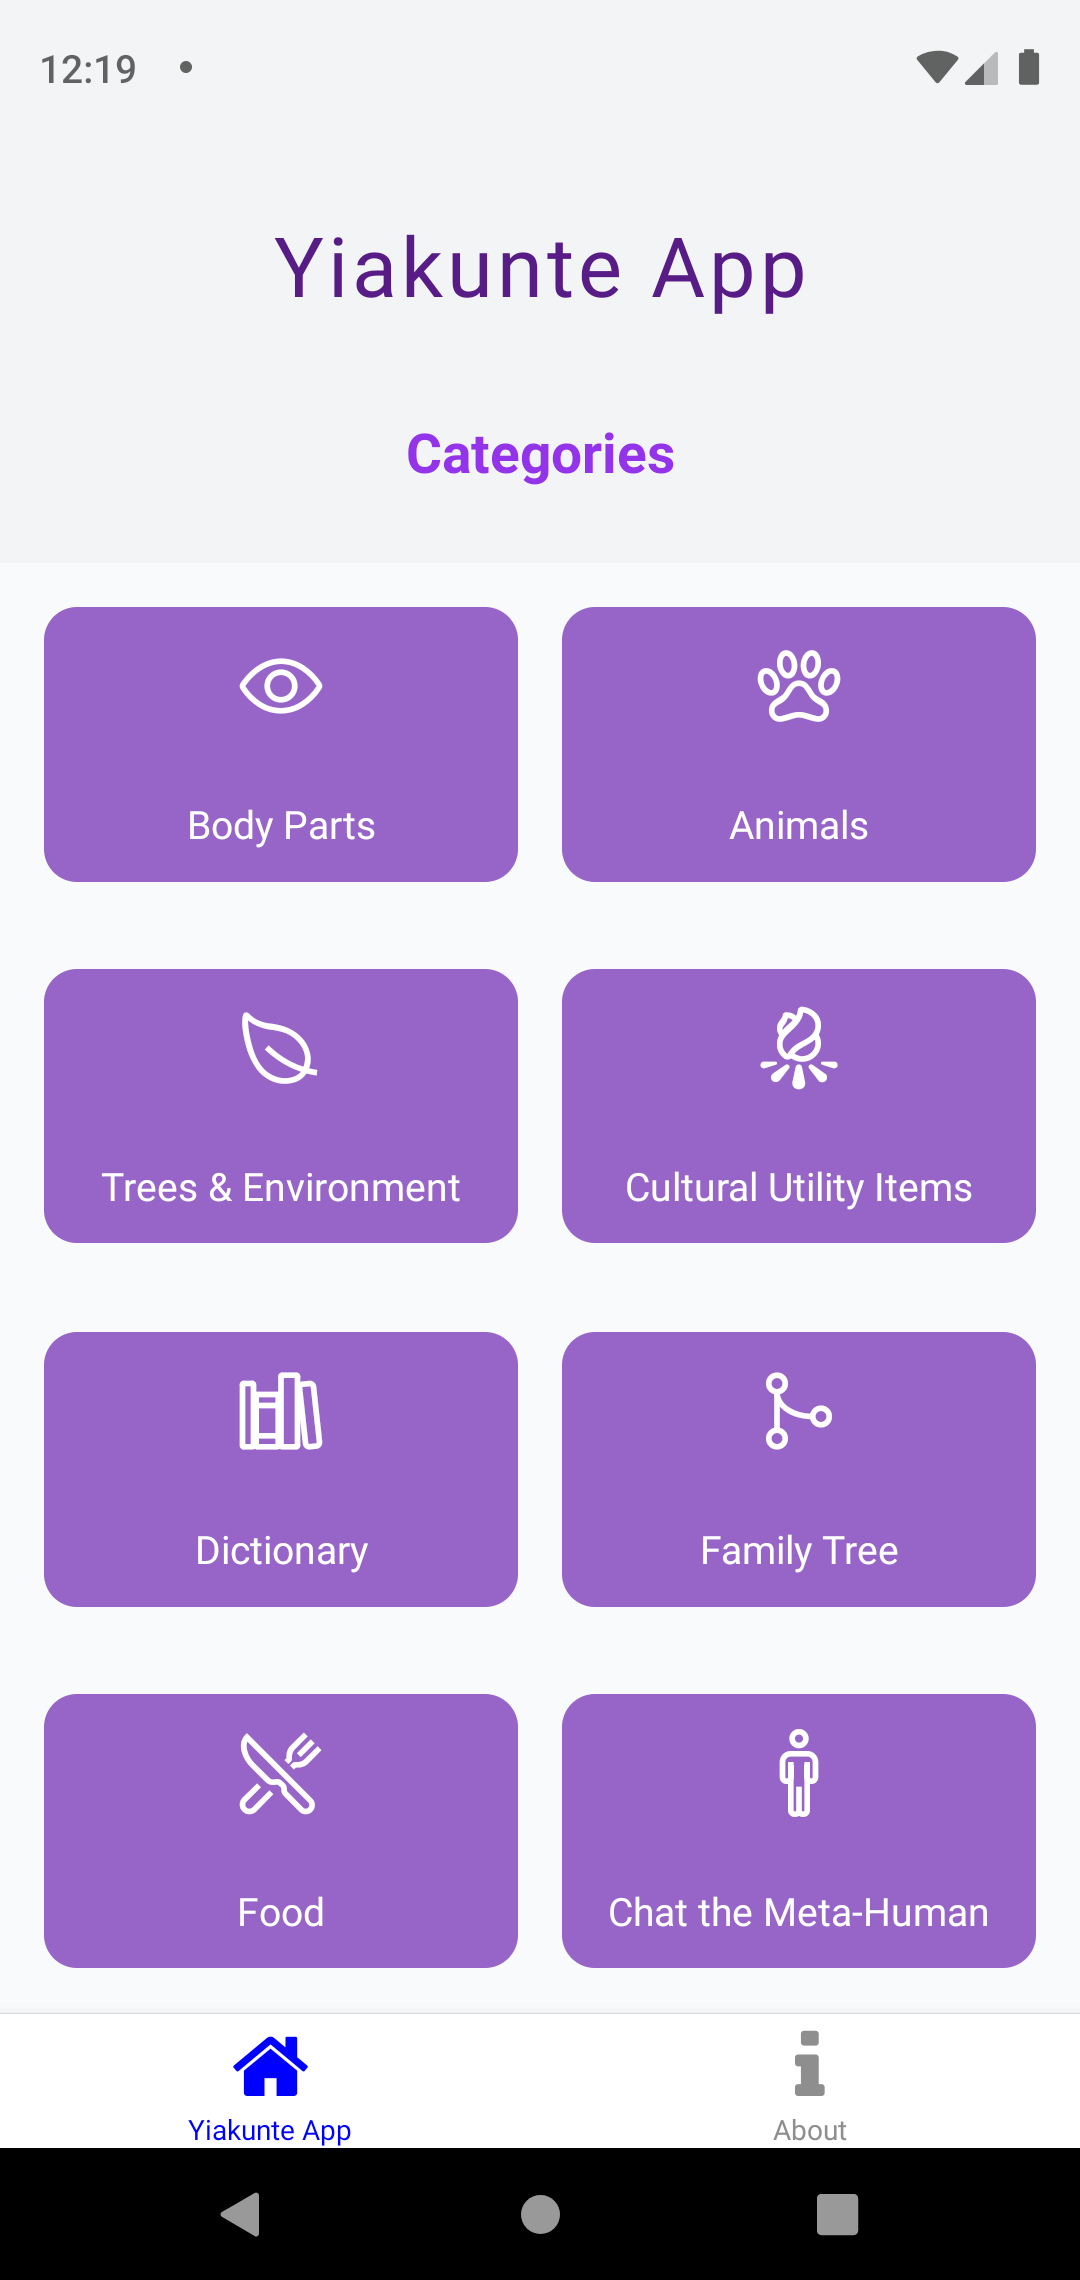 12:19
Yiakunte App
Categories
Body Parts
Animals
Trees & Environment
Cultural Utility Items
Dictionary
Family Tree
Food
Chat the Meta-Human
Yiakunte App
About